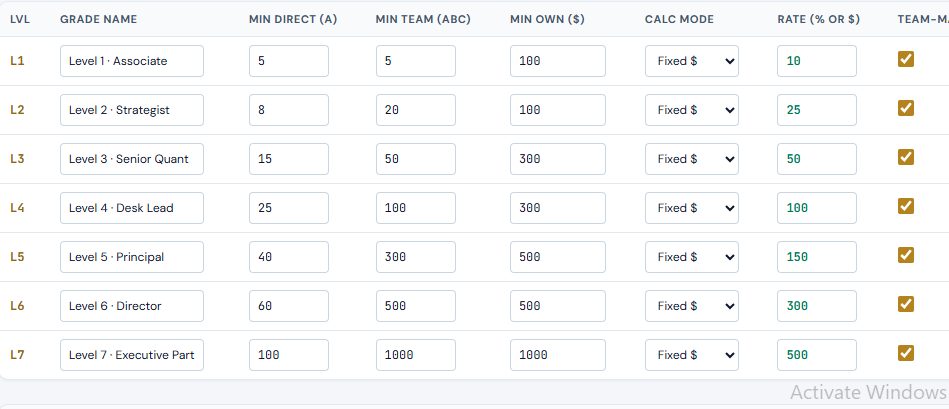 LVL GRADE NAME MIN DIRECT (A) MIN TEAM (ABC) MIN OWN ($) CALC MODE RATE (% OR $) TEAM-MA
L1 Level 1 · Associate 5 5 100 Fixed $ 10
L2 Level 2 · Strategist 8 20 100 Fixed $ 25
L3 Level 3 · Senior Quant 15 50 300 Fixed $ 50
L4 Level 4 · Desk Lead 25 100 300 Fixed $ 100
L5 Level 5 · Principal 40 300 500 Fixed $ 150
L6 Level 6 · Director 60 500 500 Fixed $ 300
L7 Level 7 · Executive Part 100 1000 1000 Fixed $ 500
Activate Windows